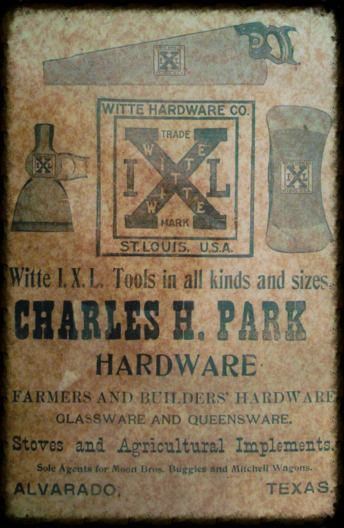 WITTE HARDWARE CO.
TRADE
I X L
WITTE
WITTE
MARK
ST. LOUIS, U.S.A.
Witte I. X. L. Tools in all kinds and sizes.
CHARLES H. PARK
HARDWARE
FARMERS AND BUILDERS' HARDWARE
GLASSWARE AND QUEENSWARE.
Stoves and Agricultural Implements.
Sole Agents for Moon Bros. Buggies and Mitchell Wagons.
ALVARADO, TEXAS.